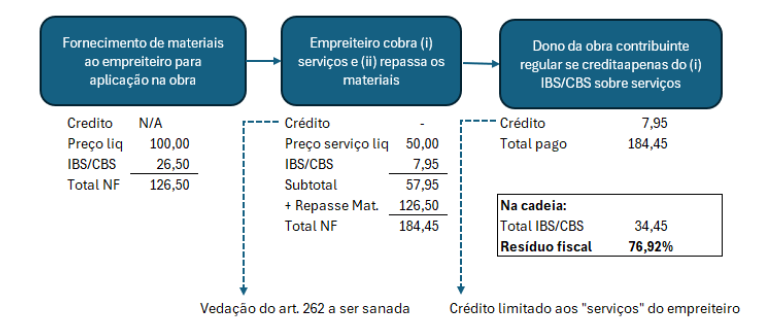 Fornecimento de materiais
ao empreiteiro para
aplicação na obra
Empreiteiro cobra (i)
serviços e (ii) repassa os
materiais
Dono da obra contribuinte
regular se creditaapenas do (i)
IBS/CBS sobre serviços
Credito N/A
Preço liq 100,00
IBS/CBS 26,50
Total NF 126,50
Crédito -
Preço serviço liq 50,00
IBS/CBS 7,95
Subtotal 57,95
+ Repasse Mat. 126,50
Total NF 184,45
Crédito 7,95
Total pago 184,45
Na cadeia:
Total IBS/CBS 34,45
Resíduo fiscal 76,92%
Vedação do art. 262 a ser sanada
Crédito limitado aos "serviços" do empreiteiro